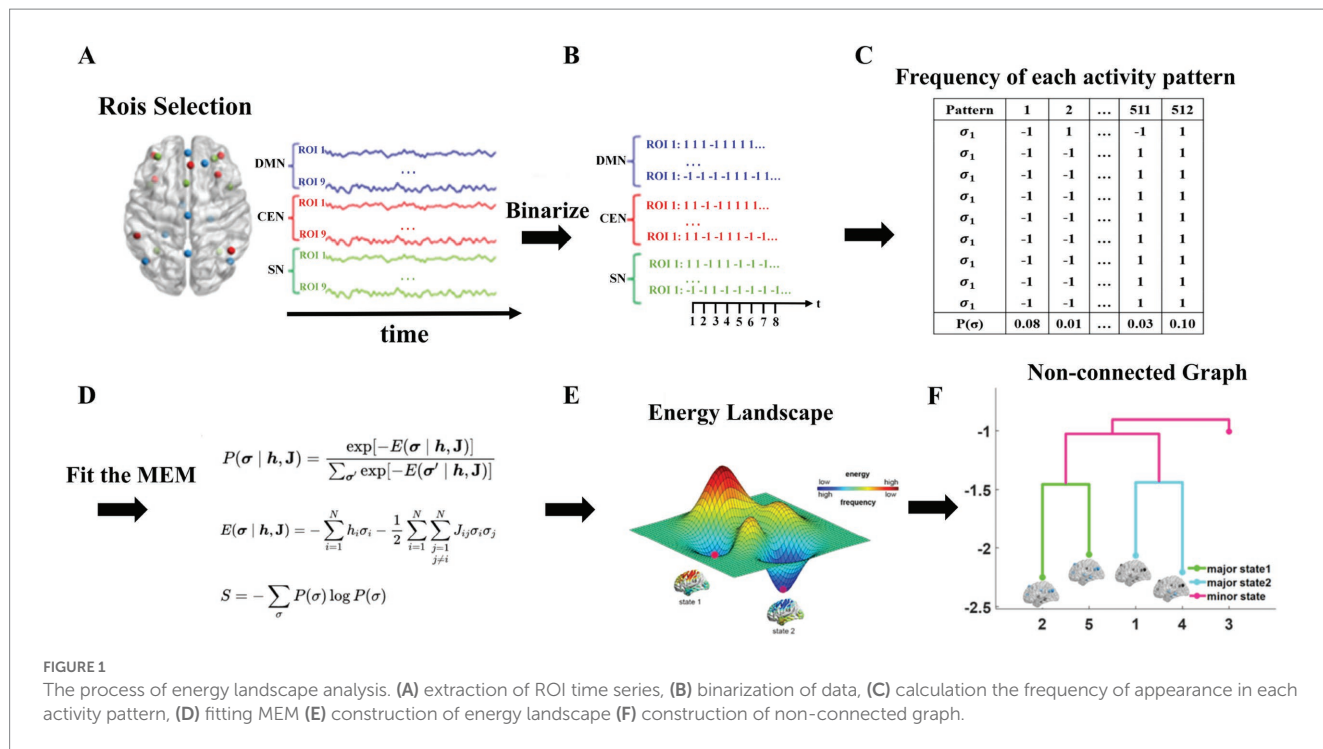 A
Rois Selection
DMN
ROI 1
...
ROI 9
CEN
ROI 1
...
ROI 9
SN
ROI 1
...
ROI 9
time
Binarize
B
DMN
ROI 1: 1 1 1 -1 1 1 1 1...
...
ROI 1: -1 -1 -1 -1 1 1 -1 1...
CEN
ROI 1: 1 1 -1 -1 1 1 1 1...
...
ROI 1: 1 -1 -1 1 1 -1 -1...
SN
ROI 1: 1 1 -1 1 1 -1 -1 -1...
...
ROI 1: -1 -1 1 1 -1 -1 -1 -1...
t
1 2 3 4 5 6 7 8
C
Frequency of each activity pattern
Pattern 1 2 ... 511 512
σ1 -1 1 ... -1 1
σ1 -1 -1 ... 1 1
σ1 -1 -1 ... 1 1
σ1 -1 -1 ... 1 1
σ1 -1 -1 ... 1 1
σ1 -1 -1 ... 1 1
σ1 -1 -1 ... 1 1
σ1 -1 -1 ... 1 1
σ1 -1 -1 ... 1 1
P(σ) 0.08 0.01 ... 0.03 0.10
D
Fit the MEM
P(σ | h, J) = exp[-E(σ | h, J)] / ∑σ′ exp[-E(σ′ | h, J)]
E(σ | h, J) = − ∑_{i=1}^{N} h_i σ_i − 1/2 ∑_{i=1}^{N} ∑_{j=1, j≠i}^{N} J_ij σ_i σ_j
S = − ∑_σ P(σ) log P(σ)
E
Energy Landscape
energy
low high
high low
frequency
state 1
state 2
F
Non-connected Graph
-1
-1.5
-2
-2.5
major state1
major state2
minor state
2 5 1 4 3
FIGURE 1
The process of energy landscape analysis. (A) extraction of ROI time series, (B) binarization of data, (C) calculation the frequency of appearance in each
activity pattern, (D) fitting MEM (E) construction of energy landscape (F) construction of non-connected graph.